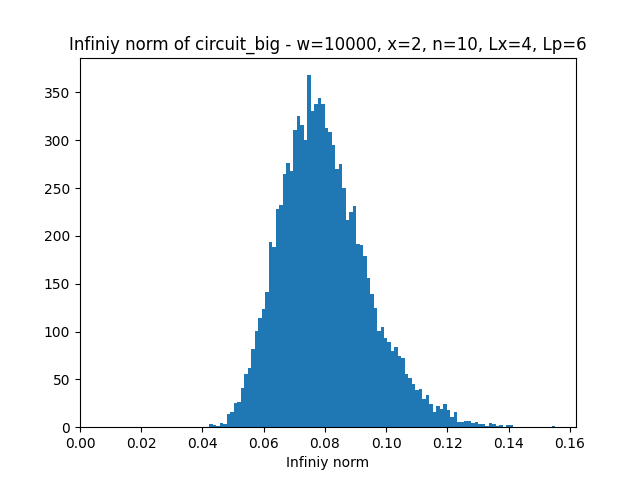 Infiniy norm of circuit_big - w=10000, x=2, n=10, Lx=4, Lp=6
350
300
250
200
150
100
50
0
0.00 0.02 0.04 0.06 0.08 0.10 0.12 0.14 0.16
Infiniy norm